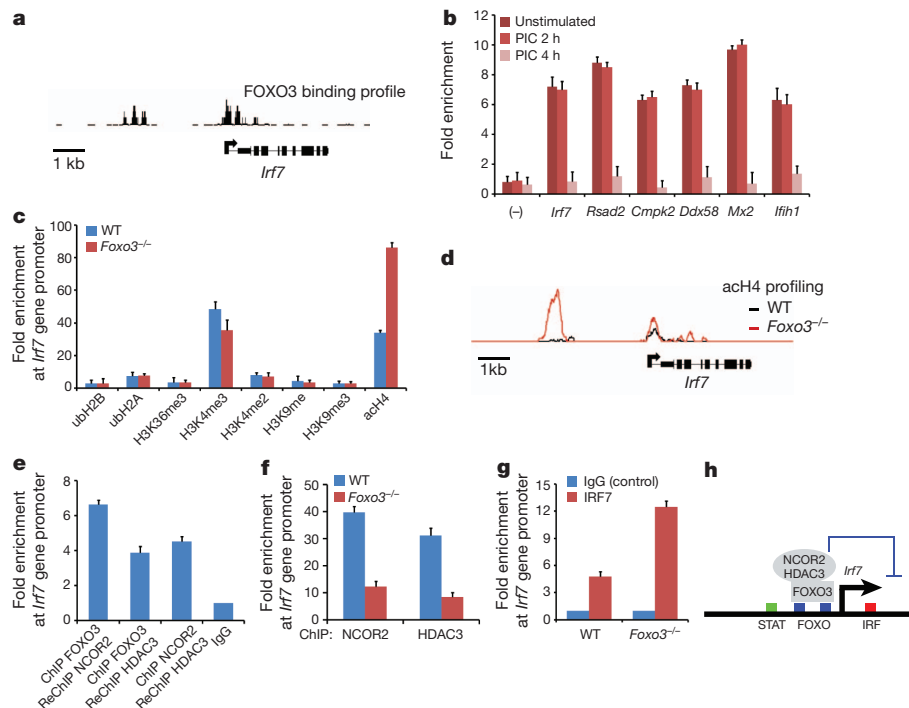 a
FOXO3 binding profile
1 kb
Irf7
b
Unstimulated
PIC 2 h
PIC 4 h
Fold enrichment
12
10
8
6
4
2
0
(–) Irf7 Rsad2 Cmpk2 Ddx58 Mx2 Ifih1
c
WT
Foxo3–/–
Fold enrichment
at Irf7 gene promoter
100
80
60
40
20
0
ubH2B
ubH2A
H3K36me3
H3K4me3
H3K4me2
H3K9me
H3K9me3
acH4
d
acH4 profiling
WT
Foxo3–/–
1kb
Irf7
e
Fold enrichment
at Irf7 gene promoter
8
6
4
2
0
ChIP FOXO3
ReChIP NCOR2
ChIP FOXO3
ReChIP HDAC3
ChIP NCOR2
ReChIP HDAC3
IgG
f
WT
Foxo3–/–
Fold enrichment
at Irf7 gene promoter
50
40
30
20
10
0
ChIP: NCOR2 HDAC3
g
IgG (control)
IRF7
Fold enrichment
at Irf7 gene promoter
15
12
9
6
3
0
WT Foxo3–/–
h
NCOR2
HDAC3
FOXO3
Irf7
STAT FOXO IRF